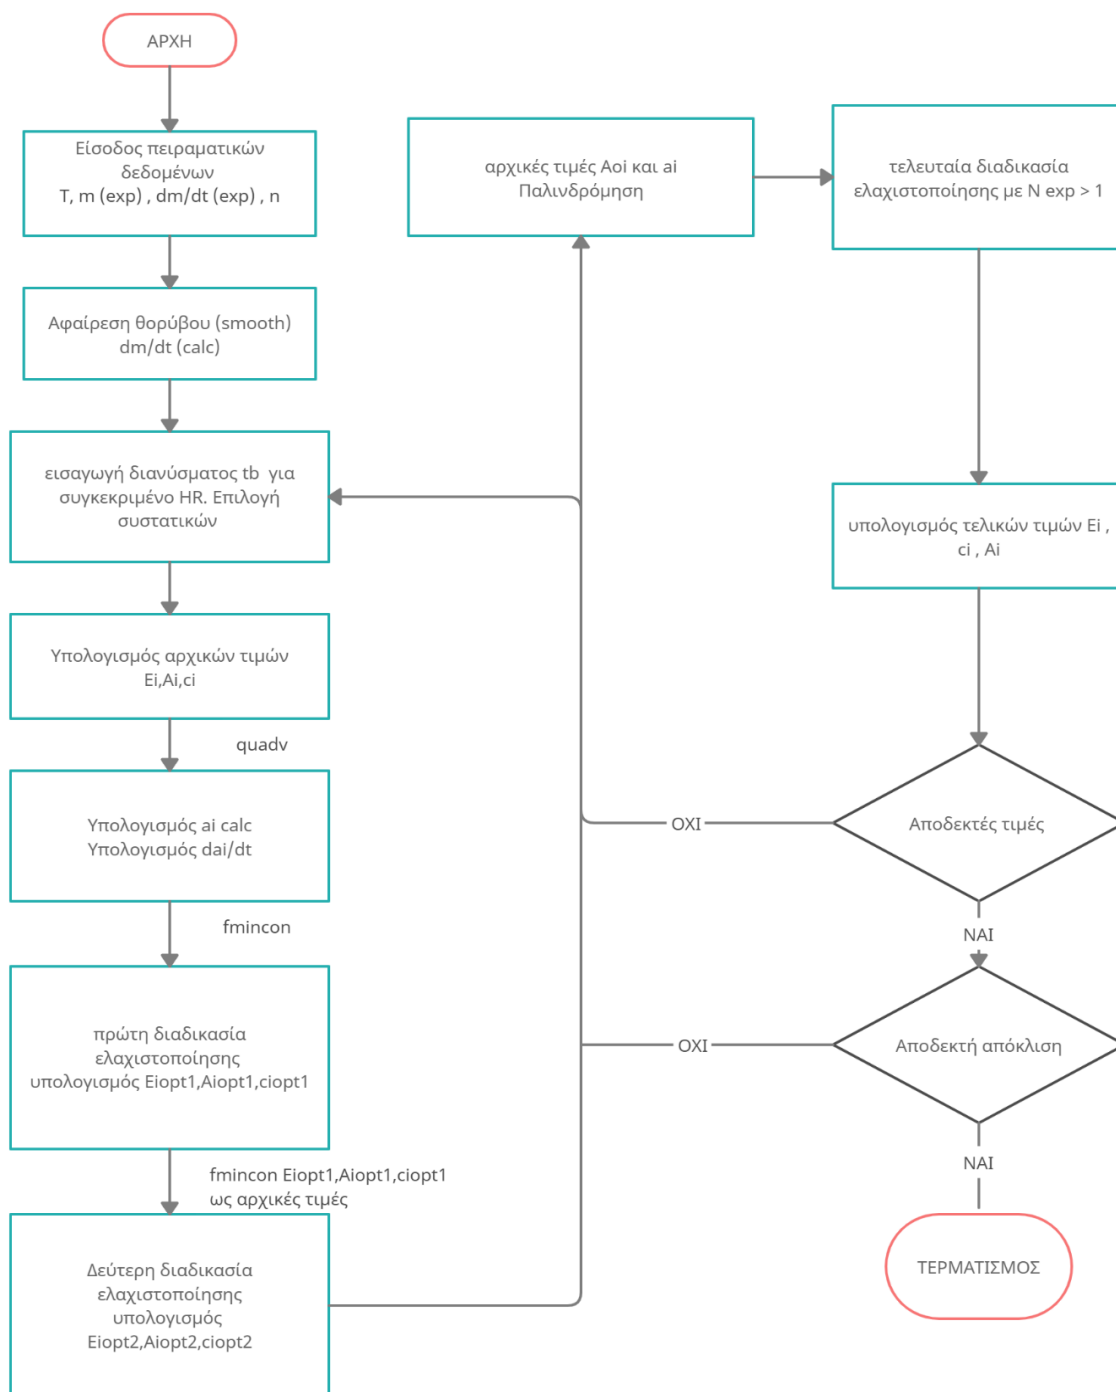 ΑΡΧΗ
Είσοδος πειραματικών
δεδομένων
T, m (exp) , dm/dt (exp) , n
Αφαίρεση θορύβου (smooth)
dm/dt (calc)
εισαγωγή διανύσματος tb για
συγκεκριμένο HR. Επιλογή
συστατικών
Υπολογισμός αρχικών τιμών
Ei,Ai,ci
quadv
Υπολογισμός ai calc
Υπολογισμός dai/dt
fmincon
πρώτη διαδικασία
ελαχιστοποίησης
υπολογισμός Eiopt1,Aiopt1,ciopt1
fmincon Eiopt1,Aiopt1,ciopt1
ως αρχικές τιμές
Δεύτερη διαδικασία
ελαχιστοποίησης
υπολογισμός
Eiopt2,Aiopt2,ciopt2
αρχικές τιμές Aoi και ai
Παλινδρόμηση
τελευταία διαδικασία
ελαχιστοποίησης με N exp > 1
υπολογισμός τελικών τιμών Ei ,
ci , Ai
Αποδεκτές τιμές
ΟΧΙ
ΝΑΙ
Αποδεκτή απόκλιση
ΟΧΙ
ΝΑΙ
ΤΕΡΜΑΤΙΣΜΟΣ